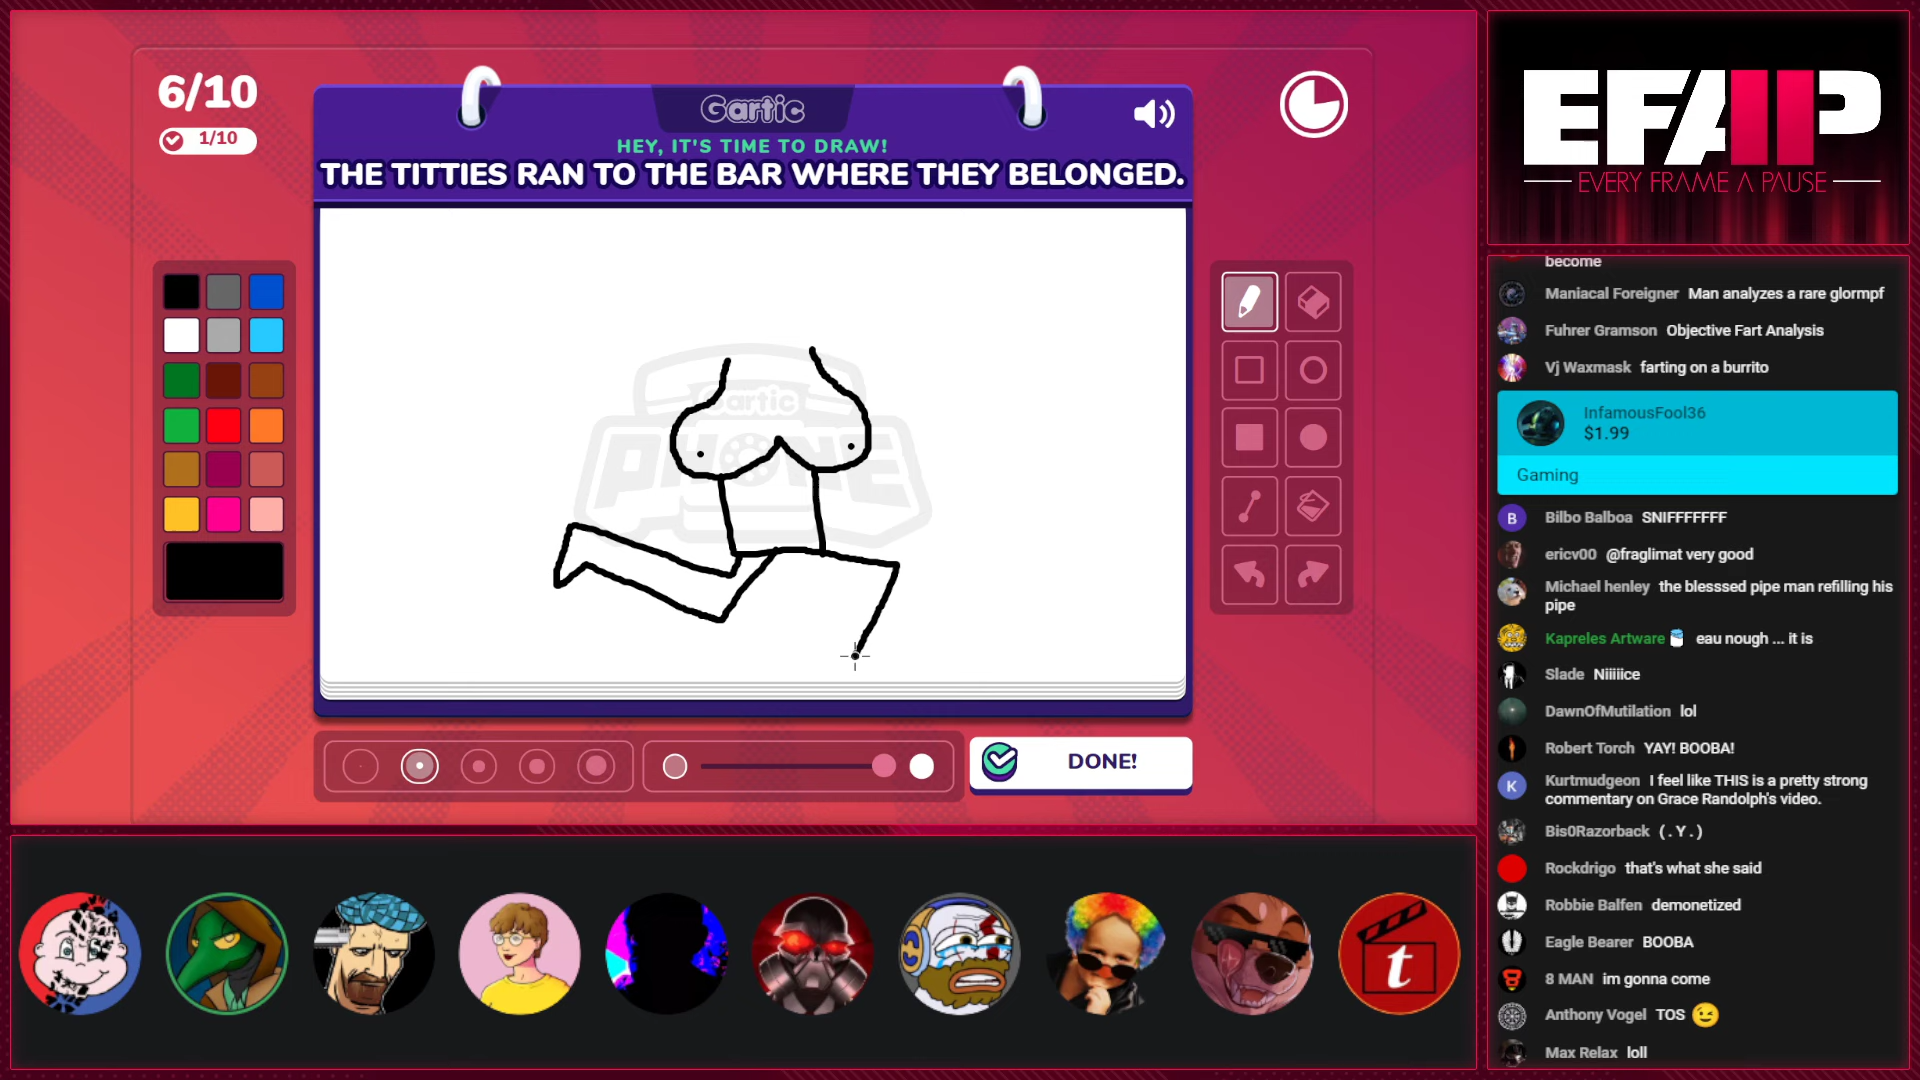 6/10
1/10
Gartic
HEY, IT'S TIME TO DRAW!
THE TITTIES RAN TO THE BAR WHERE THEY BELONGED.
Gartic
PHONE
DONE!
EFAP
EVERY FRAME A PAUSE
become
Maniacal Foreigner Man analyzes a rare glormpf
Fuhrer Gramson Objective Fart Analysis
Vj Waxmask farting on a burrito
InfamousFool36
$1.99
Gaming
B Bilbo Balboa SNIFFFFFFF
ericv00 @fraglimat very good
Michael henley the blesssed pipe man refilling his
pipe
Kapreles Artware eau nough ... it is
Slade Niiiiice
DawnOfMutilation lol
Robert Torch YAY! BOOBA!
K Kurtmudgeon I feel like THIS is a pretty strong
commentary on Grace Randolph's video.
Bis0Razorback (.Y.)
Rockdrigo that's what she said
Robbie Balfen demonetized
Eagle Bearer BOOBA
8 MAN im gonna come
Anthony Vogel TOS 😉
Max Relax loll
t